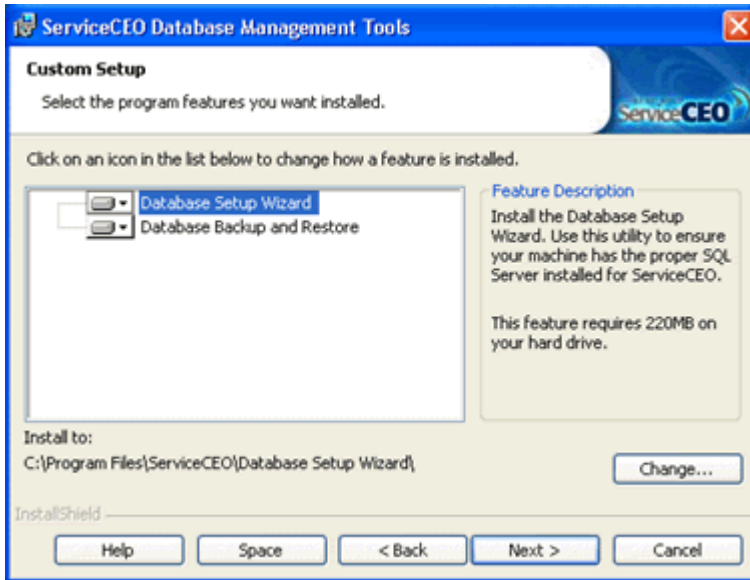 ServiceCEO Database Management Tools
Custom Setup
Select the program features you want installed.
ServiceCEO
Click on an icon in the list below to change how a feature is installed.
Database Setup Wizard
Database Backup and Restore
Feature Description
Install the Database Setup
Wizard. Use this utility to ensure
your machine has the proper SQL
Server installed for ServiceCEO.
This feature requires 220MB on
your hard drive.
Install to:
C:\Program Files\ServiceCEO\Database Setup Wizard\
Change...
InstallShield
Help
Space
< Back
Next >
Cancel